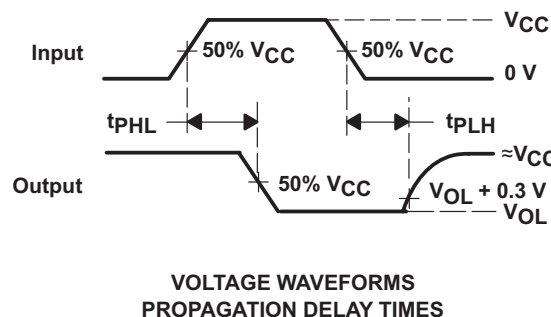 VCC
Input
50% VCC
50% VCC
0 V
tPHL
tPLH
≈VCC
Output
50% VCC
VOL + 0.3 V
VOL
VOLTAGE WAVEFORMS
PROPAGATION DELAY TIMES